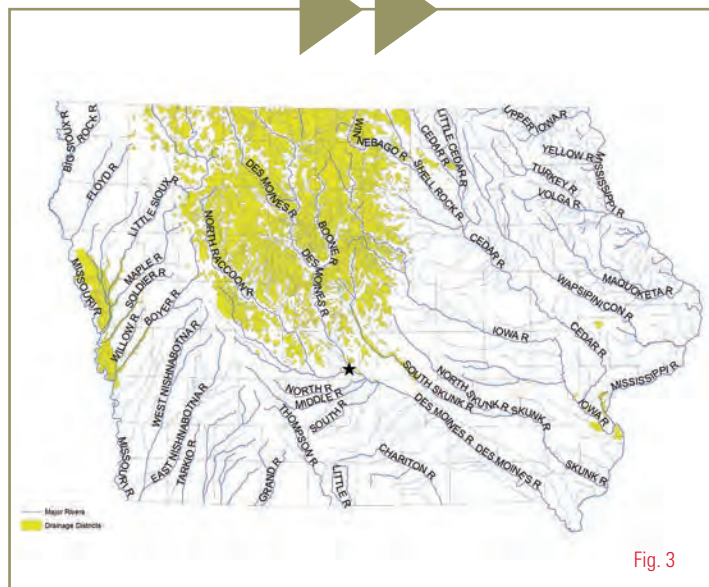 BIG SIOUX R
ROCK R
FLOYD R
LITTLE SIOUX R
DES MOINES R
WIN
NEBAGO R
SHELL ROCK R
CEDAR R
LITTLE CEDAR R
UPPER IOWA R
YELLOW R
MISSISSIPPI R
TURKEY R
VOLGA R
NORTH RACCOON R
BOONE R
DES MOINES R
CEDAR R
WAPSIPINICON R
MAQUOKETA R
MISSOURI R
MAPLE R
SOLDIER R
WILLOW R
BOYER R
IOWA R
CEDAR R
MISSISSIPPI R
WEST NISHNABOTNA R
EAST NISHNABOTNA R
TARKIO R
MISSOURI R
NORTH R
MIDDLE R
SOUTH R
THOMPSON R
GRAND R
LITTLE R
CHARITON R
SOUTH SKUNK R
NORTH SKUNK R
SKUNK R
DES MOINES R
DES MOINES R
IOWA R
SKUNK R
Major Rivers
Drainage Districts
Fig. 3